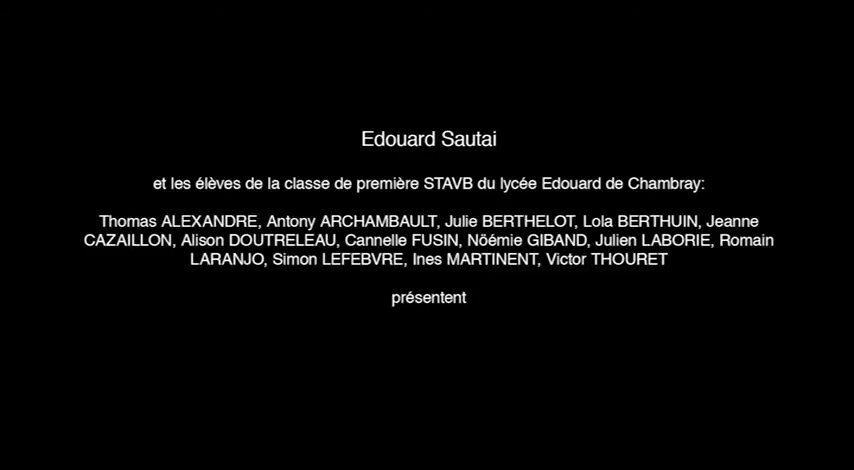 Edouard Sautai
et les élèves de la classe de première STAVB du lycée Edouard de Chambray:
Thomas ALEXANDRE, Antony ARCHAMBAULT, Julie BERTHELOT, Lola BERTHUIN, Jeanne
CAZAILLON, Alison DOUTRELEAU, Cannelle FUSIN, Nöémie GIBAND, Julien LABORIE, Romain
LARANJO, Simon LEFEBVRE, Ines MARTINENT, Victor THOURET
présentent